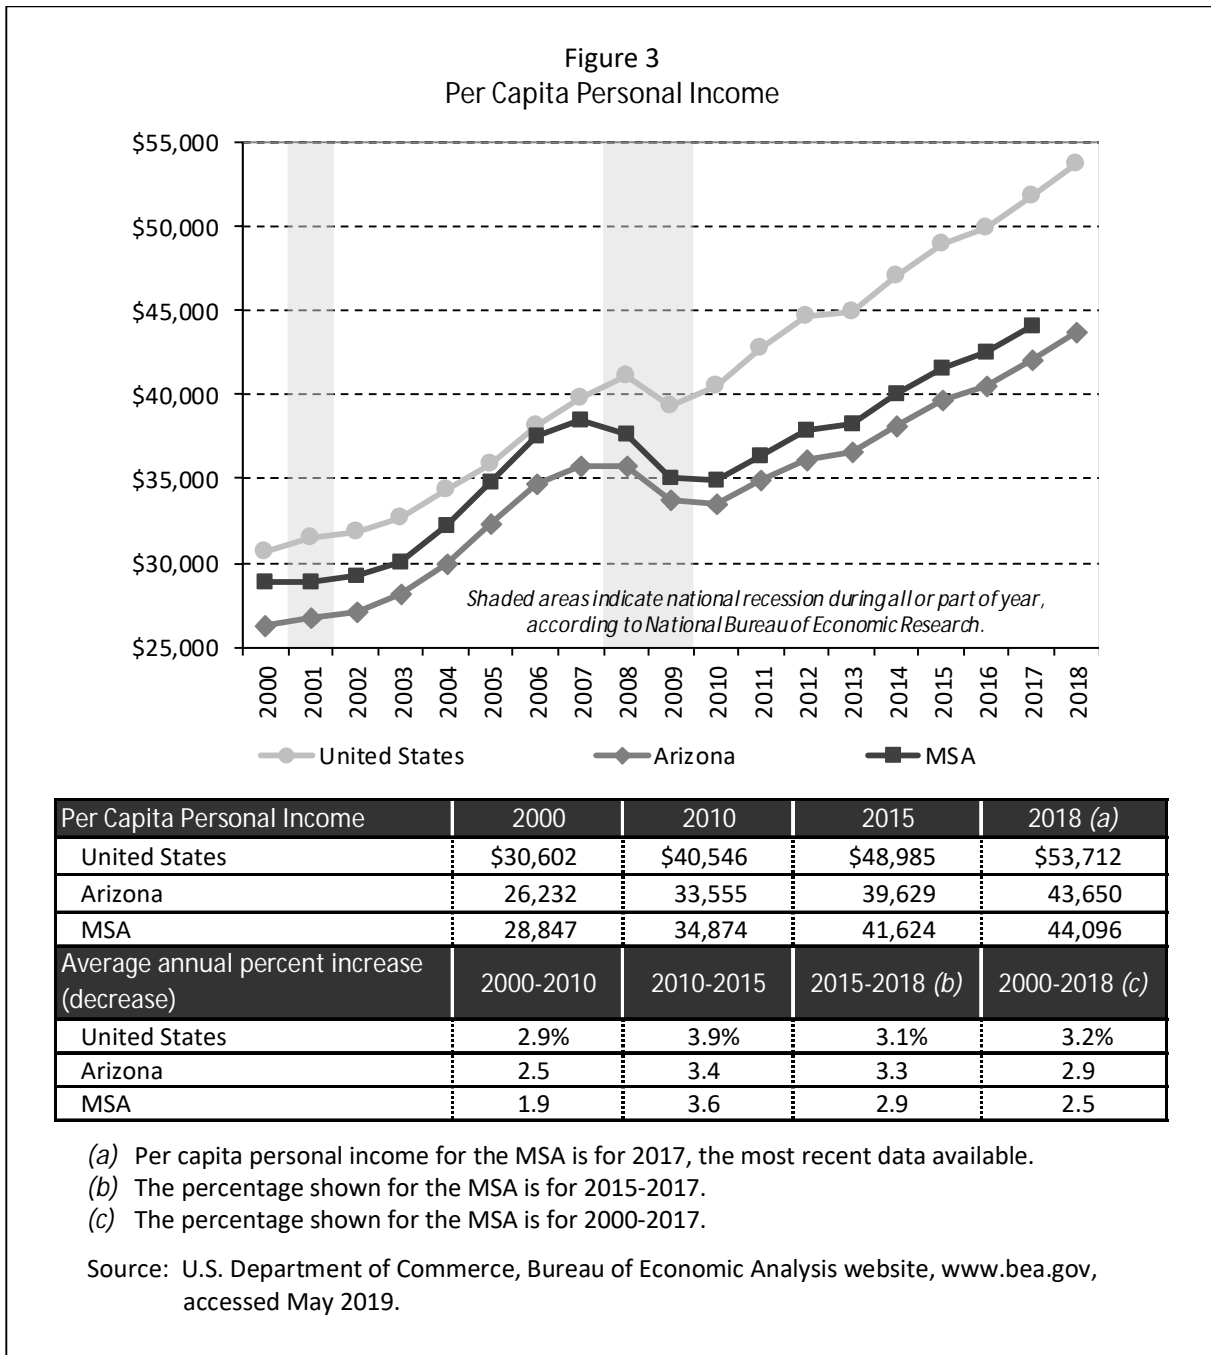 Figure 3
Per Capita Personal Income
$55,000
$50,000
$45,000
$40,000
$35,000
$30,000
$25,000
Shaded areas indicate national recession during all or part of year,
according to National Bureau of Economic Research.
2000 2001 2002 2003 2004 2005 2006 2007 2008 2009 2010 2011 2012 2013 2014 2015 2016 2017 2018
United States Arizona MSA
Per Capita Personal Income 2000 2010 2015 2018 (a)
United States $30,602 $40,546 $48,985 $53,712
Arizona 26,232 33,555 39,629 43,650
MSA 28,847 34,874 41,624 44,096
Average annual percent increase
(decrease) 2000-2010 2010-2015 2015-2018 (b) 2000-2018 (c)
United States 2.9% 3.9% 3.1% 3.2%
Arizona 2.5 3.4 3.3 2.9
MSA 1.9 3.6 2.9 2.5
(a) Per capita personal income for the MSA is for 2017, the most recent data available.
(b) The percentage shown for the MSA is for 2015-2017.
(c) The percentage shown for the MSA is for 2000-2017.
Source: U.S. Department of Commerce, Bureau of Economic Analysis website, www.bea.gov,
accessed May 2019.